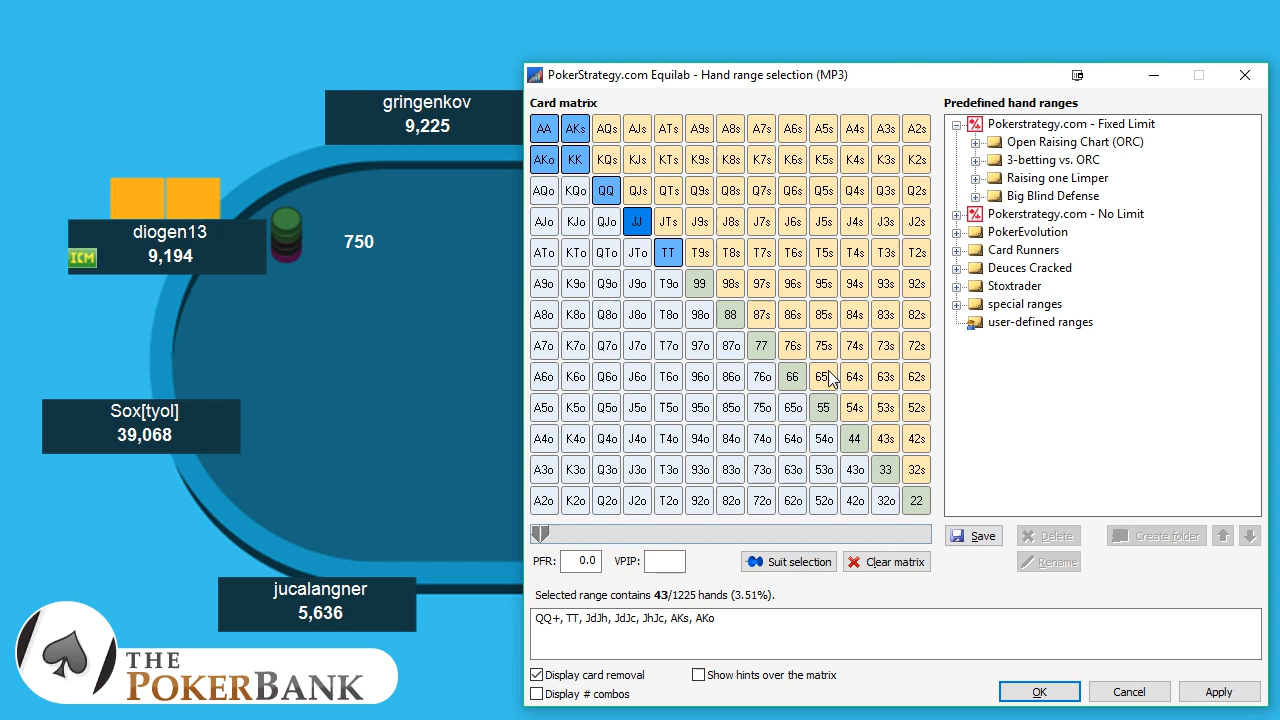 gringenkov
9,225
diogen13
9,194
ICM
750
Sox[tyol]
39,068
jucalangner
5,636
THE
POKERBANK
PokerStrategy.com Equilab - Hand range selection (MP3)
Card matrix
AA AKs AQs AJs ATs A9s A8s A7s A6s A5s A4s A3s A2s
AKo KK KQs KJs KTs K9s K8s K7s K6s K5s K4s K3s K2s
AQo KQo QQ QJs QTs Q9s Q8s Q7s Q6s Q5s Q4s Q3s Q2s
AJo KJo QJo JJ JTs J9s J8s J7s J6s J5s J4s J3s J2s
ATo KTo QTo JTo TT T9s T8s T7s T6s T5s T4s T3s T2s
A9o K9o Q9o J9o T9o 99 98s 97s 96s 95s 94s 93s 92s
A8o K8o Q8o J8o T8o 98o 88 87s 86s 85s 84s 83s 82s
A7o K7o Q7o J7o T7o 97o 87o 77 76s 75s 74s 73s 72s
A6o K6o Q6o J6o T6o 96o 86o 76o 66 65s 64s 63s 62s
A5o K5o Q5o J5o T5o 95o 85o 75o 65o 55 54s 53s 52s
A4o K4o Q4o J4o T4o 94o 84o 74o 64o 54o 44 43s 42s
A3o K3o Q3o J3o T3o 93o 83o 73o 63o 53o 43o 33 32s
A2o K2o Q2o J2o T2o 92o 82o 72o 62o 52o 42o 32o 22
PFR: 0.0 VPIP: Suit selection Clear matrix
Predefined hand ranges
Pokerstrategy.com - Fixed Limit
Open Raising Chart (ORC)
3-betting vs. ORC
Raising one Limper
Big Blind Defense
Pokerstrategy.com - No Limit
PokerEvolution
Card Runners
Deuces Cracked
Stoxtrader
special ranges
user-defined ranges
Save Delete Create folder
Rename
Selected range contains 43/1225 hands (3.51%).
QQ+, TT, JdJh, JdJc, JhJc, AKs, AKo
Display card removal Show hints over the matrix
Display # combos
OK Cancel Apply